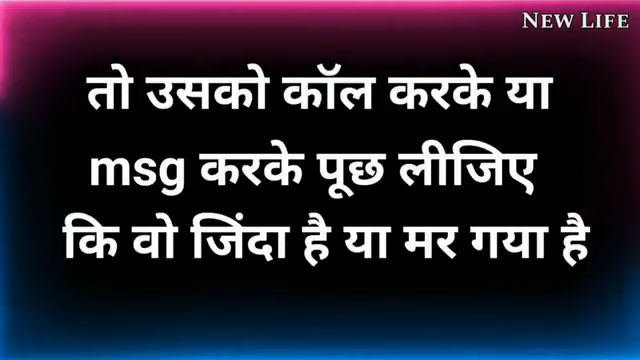 New Life
तो उसको कॉल करके या
msg करके पूछ लीजिए
कि वो जिंदा है या मर गया है